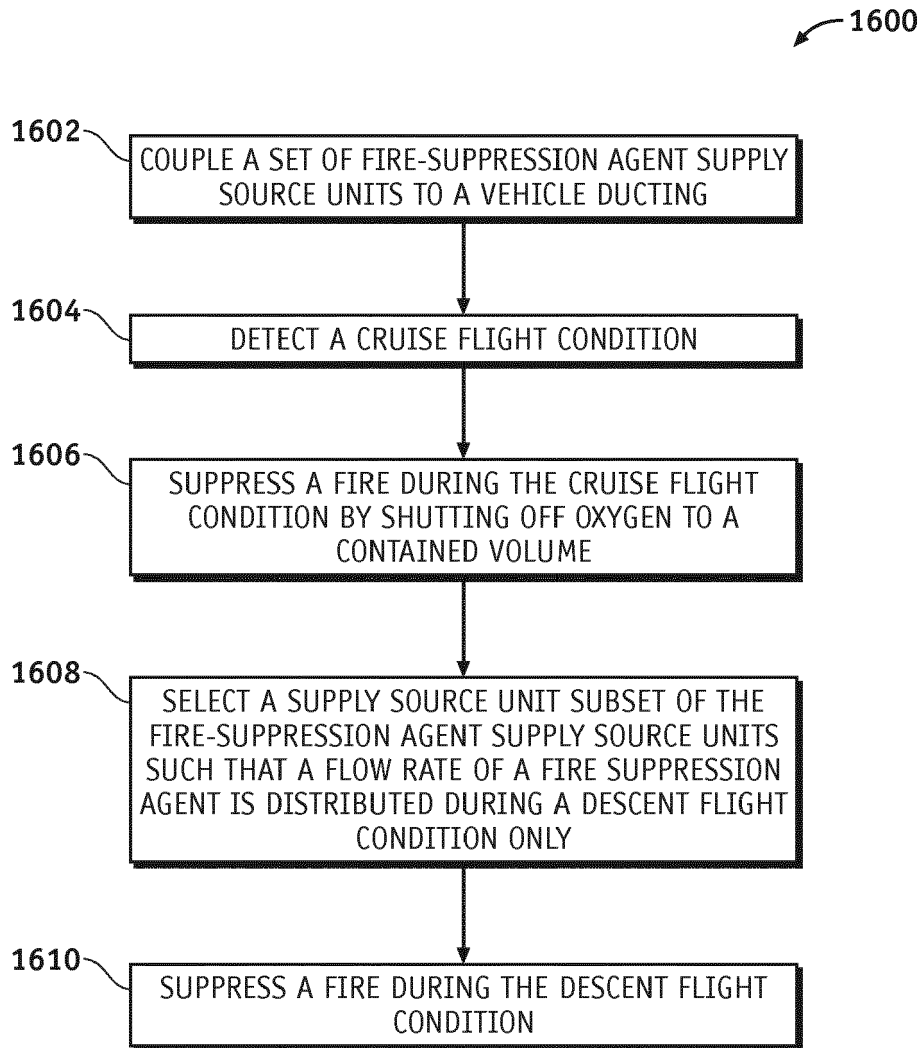 1600
1602
COUPLE A SET OF FIRE-SUPPRESSION AGENT SUPPLY
SOURCE UNITS TO A VEHICLE DUCTING
1604
DETECT A CRUISE FLIGHT CONDITION
1606
SUPPRESS A FIRE DURING THE CRUISE FLIGHT
CONDITION BY SHUTTING OFF OXYGEN TO A
CONTAINED VOLUME
1608
SELECT A SUPPLY SOURCE UNIT SUBSET OF THE
FIRE-SUPPRESSION AGENT SUPPLY SOURCE UNITS
SUCH THAT A FLOW RATE OF A FIRE SUPPRESSION
AGENT IS DISTRIBUTED DURING A DESCENT FLIGHT
CONDITION ONLY
1610
SUPPRESS A FIRE DURING THE DESCENT FLIGHT
CONDITION